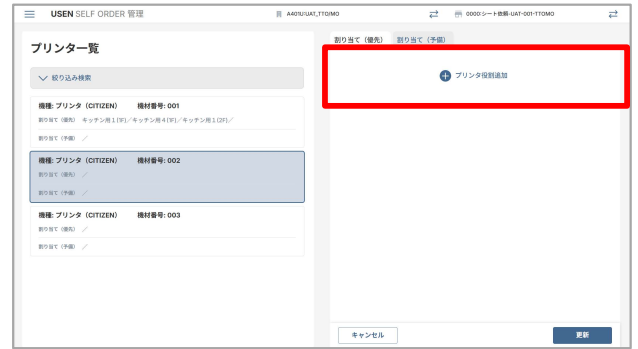 USEN SELF ORDER 管理
A401U:UAT_TTO/MO
0000:シート依頼-UAT-001-TTOMO
プリンター覧
絞り込み検索
機種: プリンタ（CITIZEN） 機材番号: 001
割り当て（優先） キッチン用1(1F)／キッチン用4(1F)／キッチン用1(2F)／
割り当て（予備） ／
機種: プリンタ（CITIZEN） 機材番号: 002
割り当て（優先） ／
割り当て（予備） ／
機種: プリンタ（CITIZEN） 機材番号: 003
割り当て（優先） ／
割り当て（予備） ／
割り当て（優先） 割り当て（予備）
プリンタ役割追加
キャンセル
更新